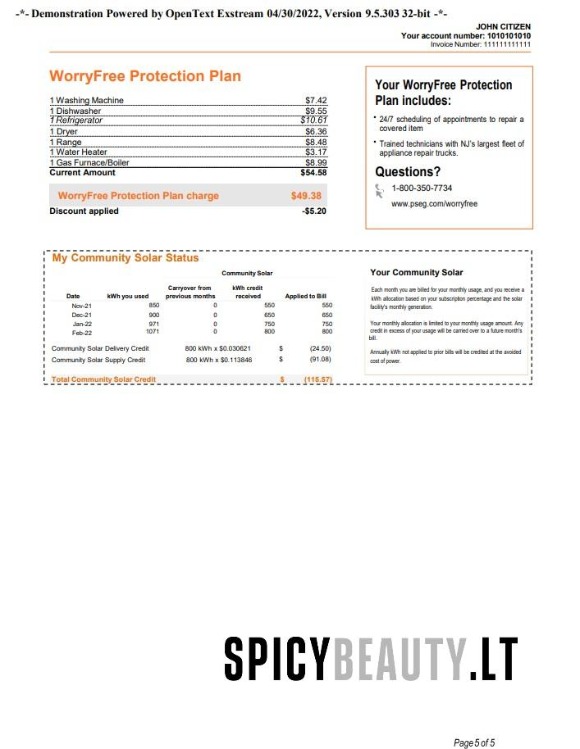 -*- Demonstration Powered by OpenText Exstream 04/30/2022, Version 9.5.303 32-bit -*-
JOHN CITIZEN
Your account number: 1010101010
Invoice Number: 111111111111
WorryFree Protection Plan
1 Washing Machine $7.42
1 Dishwasher $9.55
1 Refrigerator $10.61
1 Dryer $6.36
1 Range $8.48
1 Water Heater $3.17
1 Gas Furnace/Boiler $8.99
Current Amount $54.58
WorryFree Protection Plan charge $49.38
Discount applied -$5.20
Your WorryFree Protection
Plan includes:
* 24/7 scheduling of appointments to repair a
covered item
* Trained technicians with NJ's largest fleet of
appliance repair trucks.
Questions?
1-800-350-7734
www.pseg.com/worryfree
My Community Solar Status
Community Solar
Date kWh you used Carryover from previous months kWh credit received Applied to Bill
Nov-21 850 0 550 550
Dec-21 900 0 650 650
Jan-22 971 0 750 750
Feb-22 1071 0 800 800
Community Solar Delivery Credit 800 kWh x $0.030621 $ (24.50)
Community Solar Supply Credit 800 kWh x $0.113846 $ (91.08)
Total Community Solar Credit $ (115.57)
Your Community Solar
Each month you are billed for your monthly usage, and you receive a
kWh allocation based on your subscription percentage and the solar
facility's monthly generation.
Your monthly allocation is limited to your monthly usage amount. Any
credit in excess of your usage will be carried over to a future month's
bill.
Annually kWh not applied to prior bills will be credited at the avoided
cost of power.
SPICYBEAUTY.LT
Page 5 of 5